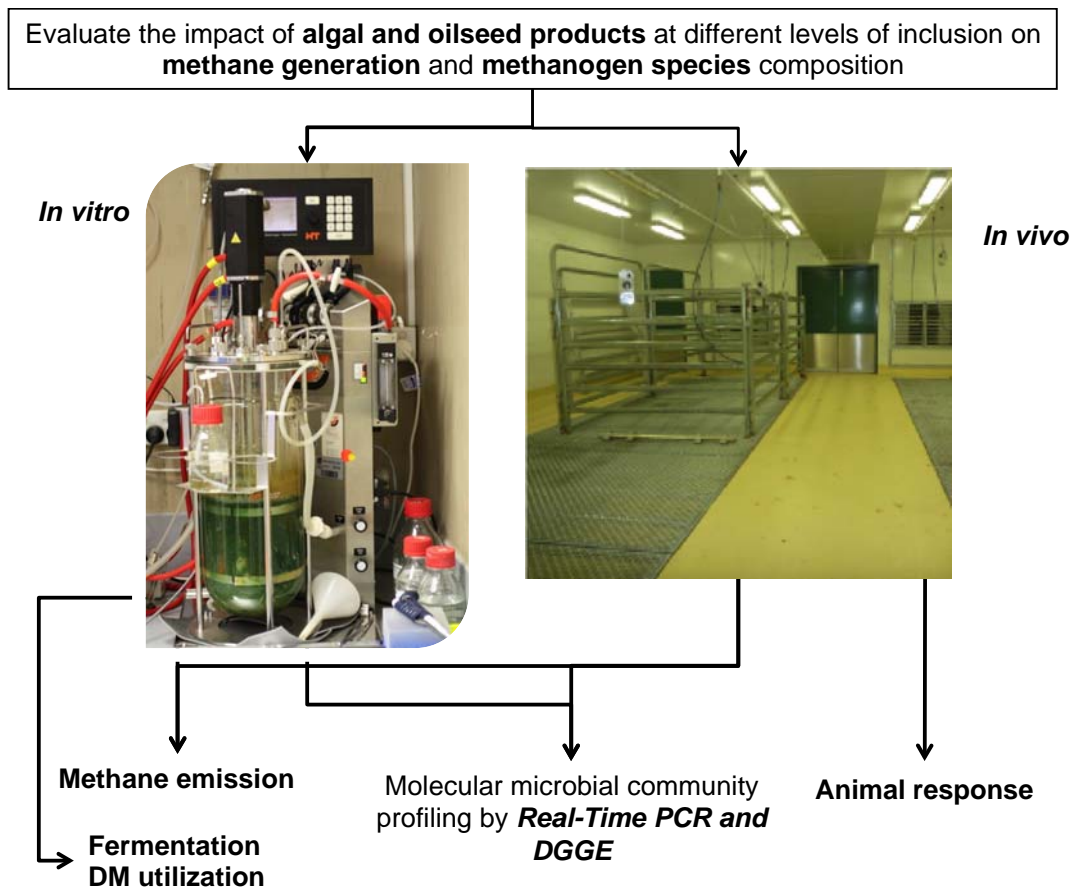 Evaluate the impact of algal and oilseed products at different levels of inclusion on
methane generation and methanogen species composition
In vitro
In vivo
Methane emission
Molecular microbial community
profiling by Real-Time PCR and
DGGE
Animal response
Fermentation
DM utilization